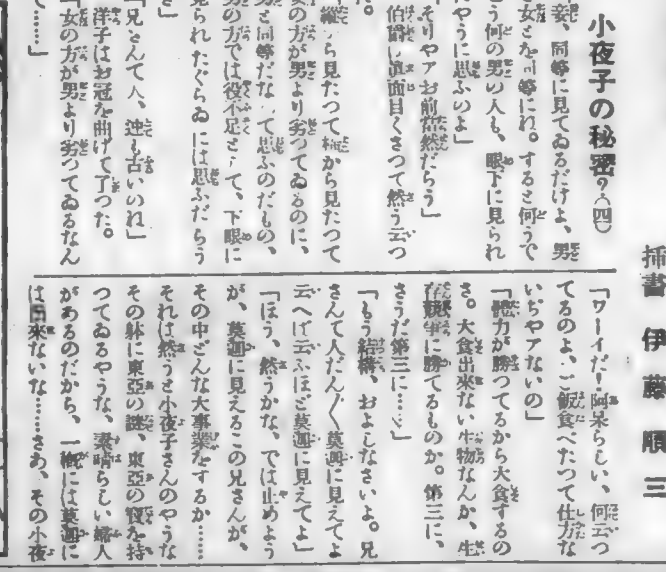 小夜子の秘密?(四)
妾、同等に見てゐるだけよ、男
と女とを同等にね。すると何うで
う何の男の人も、眼下に見られ
たやうに思ふのよ」
そりやアお前当然だらう」
伯爵は真面目くさつて然う云つ
た。
縦から見たつて横から見たつて
女の方が男より劣つてゐるのに、
男と同等だなんて思ふのだもの、
男の方では役不足として、下眼に
見られたぐらゐには思ふだらう
さ」
「兄さんて人、迚も古いのね」
洋子はお冠を曲げて了つた。
「女の方が男より劣つてゐるなん
て……」
挿書 伊藤順三
「ワーイだ!阿呆らしい、何云つ
てるのよ、ご飯食べたつて仕方な
いぢやアないの」
「體力が勝つてるから大食するの
さ。大食出來ない生物なんか、生
存競爭に勝てるものか。第三に、
さうだ第三に……」
「もう結構、およしなさいよ。兄
さんて人だん〱莫迦に見えてよ
云へば云ふほど莫迦に見えてよ」
「ほう、然うかな、では止めよう
が、莫迦に見えるこの兄さんが、
その中どんな大事業をするか……
それは然うと小夜子さんのやうな
その躰に東亞の謎、東亞の寶を持
つてゐるやうな、素晴らしい婦人
があるのだから、一概には莫迦に
は出来ないな……さあ、その小夜